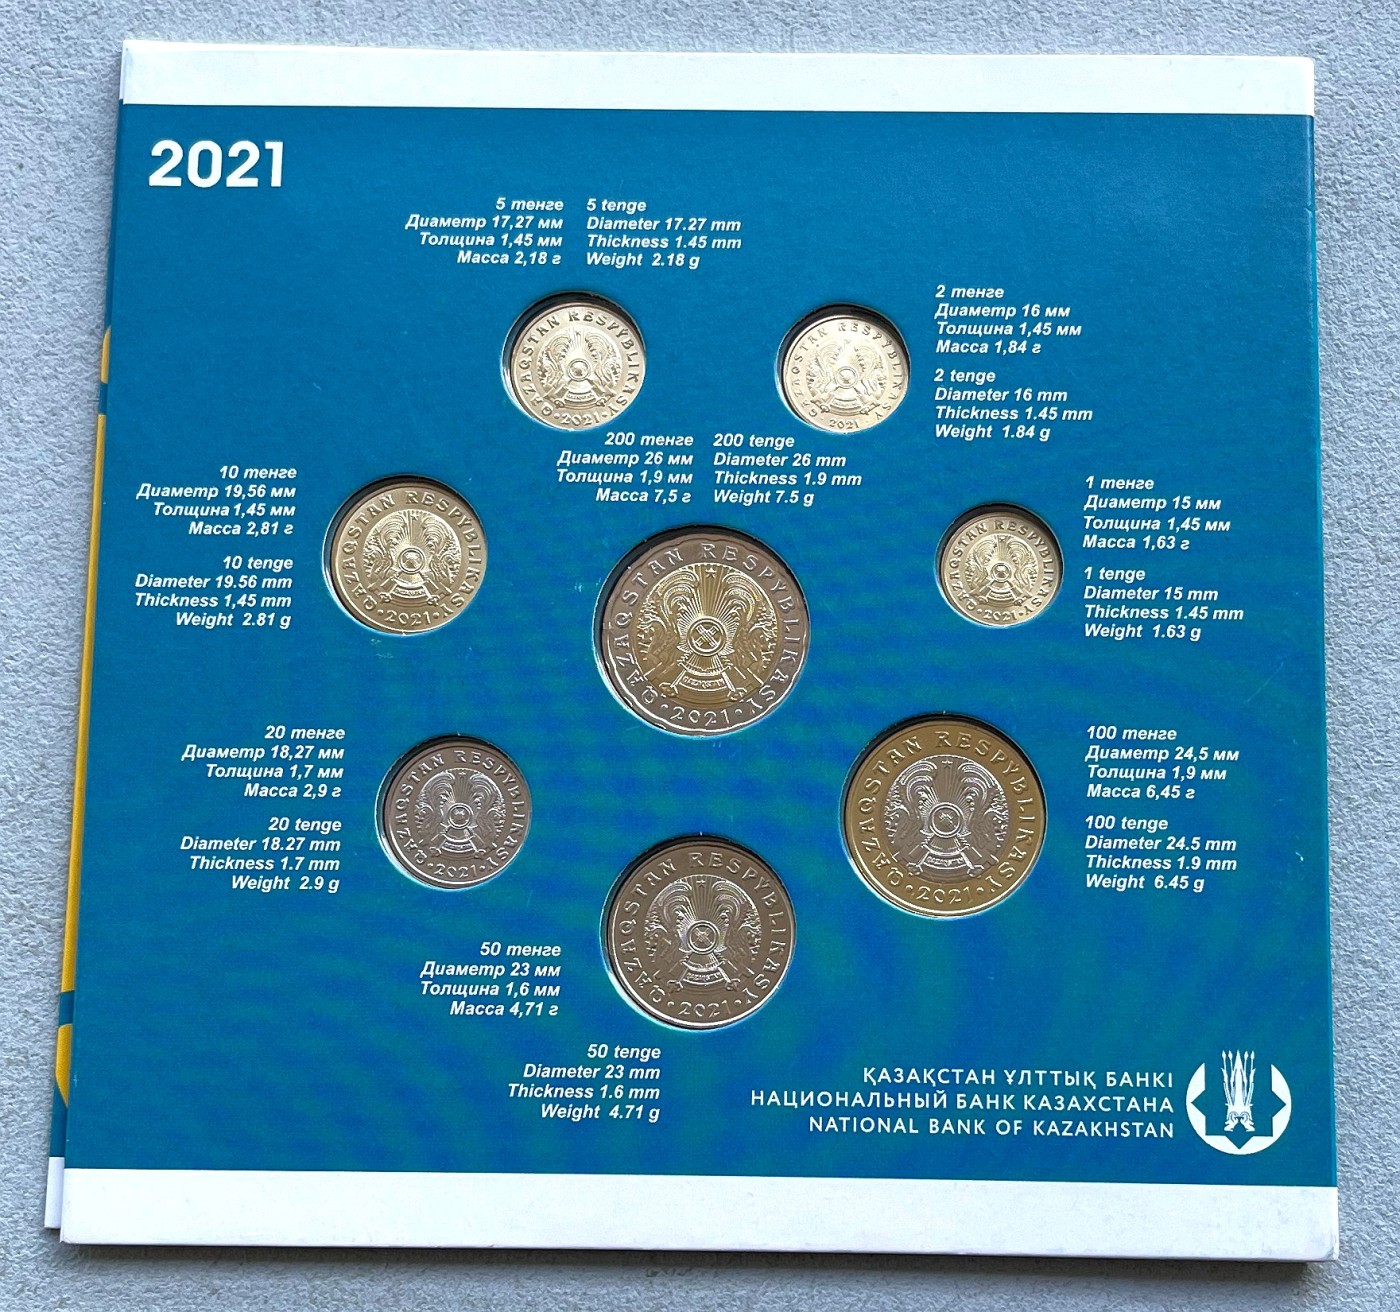 2021
5 тенге
Диаметр 17,27 мм
Толщина 1,45 мм
Масса 2,18 г
5 tenge
Diameter 17.27 mm
Thickness 1.45 mm
Weight 2.18 g
QAZAQSTAN RESPÝBLIKASY
2021
2 тенге
Диаметр 16 мм
Толщина 1,45 мм
Масса 1,84 г
2 tenge
Diameter 16 mm
Thickness 1.45 mm
Weight 1.84 g
QAZAQSTAN RESPÝBLIKASY
2021
200 тенге
Диаметр 26 мм
Толщина 1,9 мм
Масса 7,5 г
200 tenge
Diameter 26 mm
Thickness 1.9 mm
Weight 7.5 g
QAZAQSTAN RESPÝBLIKASY
2021
10 тенге
Диаметр 19,56 мм
Толщина 1,45 мм
Масса 2,81 г
10 tenge
Diameter 19.56 mm
Thickness 1,45 mm
Weight 2.81 g
QAZAQSTAN RESPÝBLIKASY
2021
1 тенге
Диаметр 15 мм
Толщина 1,45 мм
Масса 1,63 г
1 tenge
Diameter 15 mm
Thickness 1.45 mm
Weight 1.63 g
QAZAQSTAN RESPÝBLIKASY
2021
20 тенге
Диаметр 18,27 мм
Толщина 1,7 мм
Масса 2,9 г
20 tenge
Diameter 18.27 mm
Thickness 1.7 mm
Weight 2.9 g
QAZAQSTAN RESPÝBLIKASY
2021
100 тенге
Диаметр 24,5 мм
Толщина 1,9 мм
Масса 6,45 г
100 tenge
Diameter 24.5 mm
Thickness 1.9 mm
Weight 6.45 g
QAZAQSTAN RESPÝBLIKASY
2021
50 тенге
Диаметр 23 мм
Толщина 1,6 мм
Масса 4,71 г
50 tenge
Diameter 23 mm
Thickness 1.6 mm
Weight 4.71 g
QAZAQSTAN RESPÝBLIKASY
2021
ҚАЗАҚСТАН ҰЛТТЫҚ БАНКІ
НАЦИОНАЛЬНЫЙ БАНК КАЗАХСТАНА
NATIONAL BANK OF KAZAKHSTAN